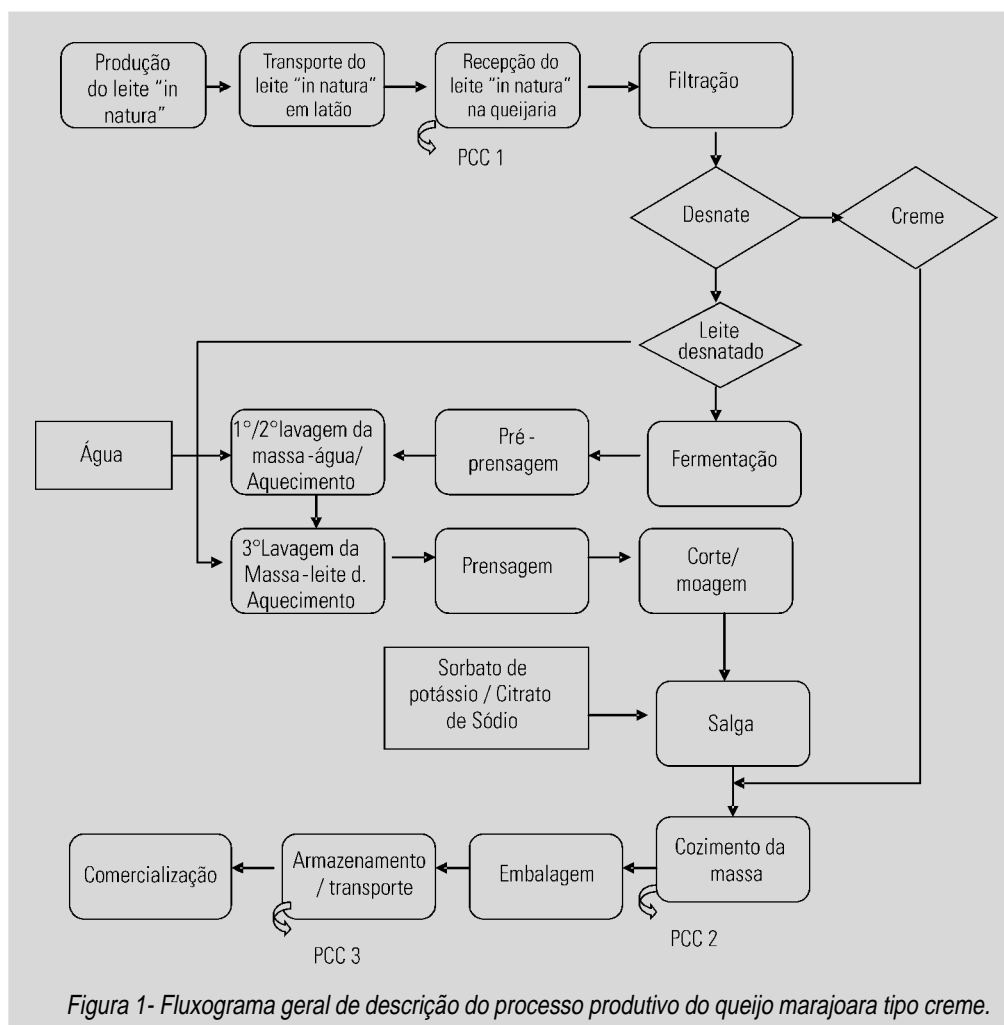 Produção
do leite “in
natura”
Transporte do
leite “in natura”
em latão
Recepção do
leite “in natura”
na queijaria
Filtração
PCC 1
Desnate
Creme
Leite
desnatado
Água
1°/2°lavagem da
massa-água/
Aquecimento
Pré -
prensagem
Fermentação
3°Lavagem da
Massa-leite d.
Aquecimento
Prensagem
Corte/
moagem
Sorbato de
potássio / Citrato
de Sódio
Salga
Comercialização
Armazenamento
/ transporte
Embalagem
Cozimento da
massa
PCC 3
PCC 2
Figura 1- Fluxograma geral de descrição do processo produtivo do queijo marajoara tipo creme.